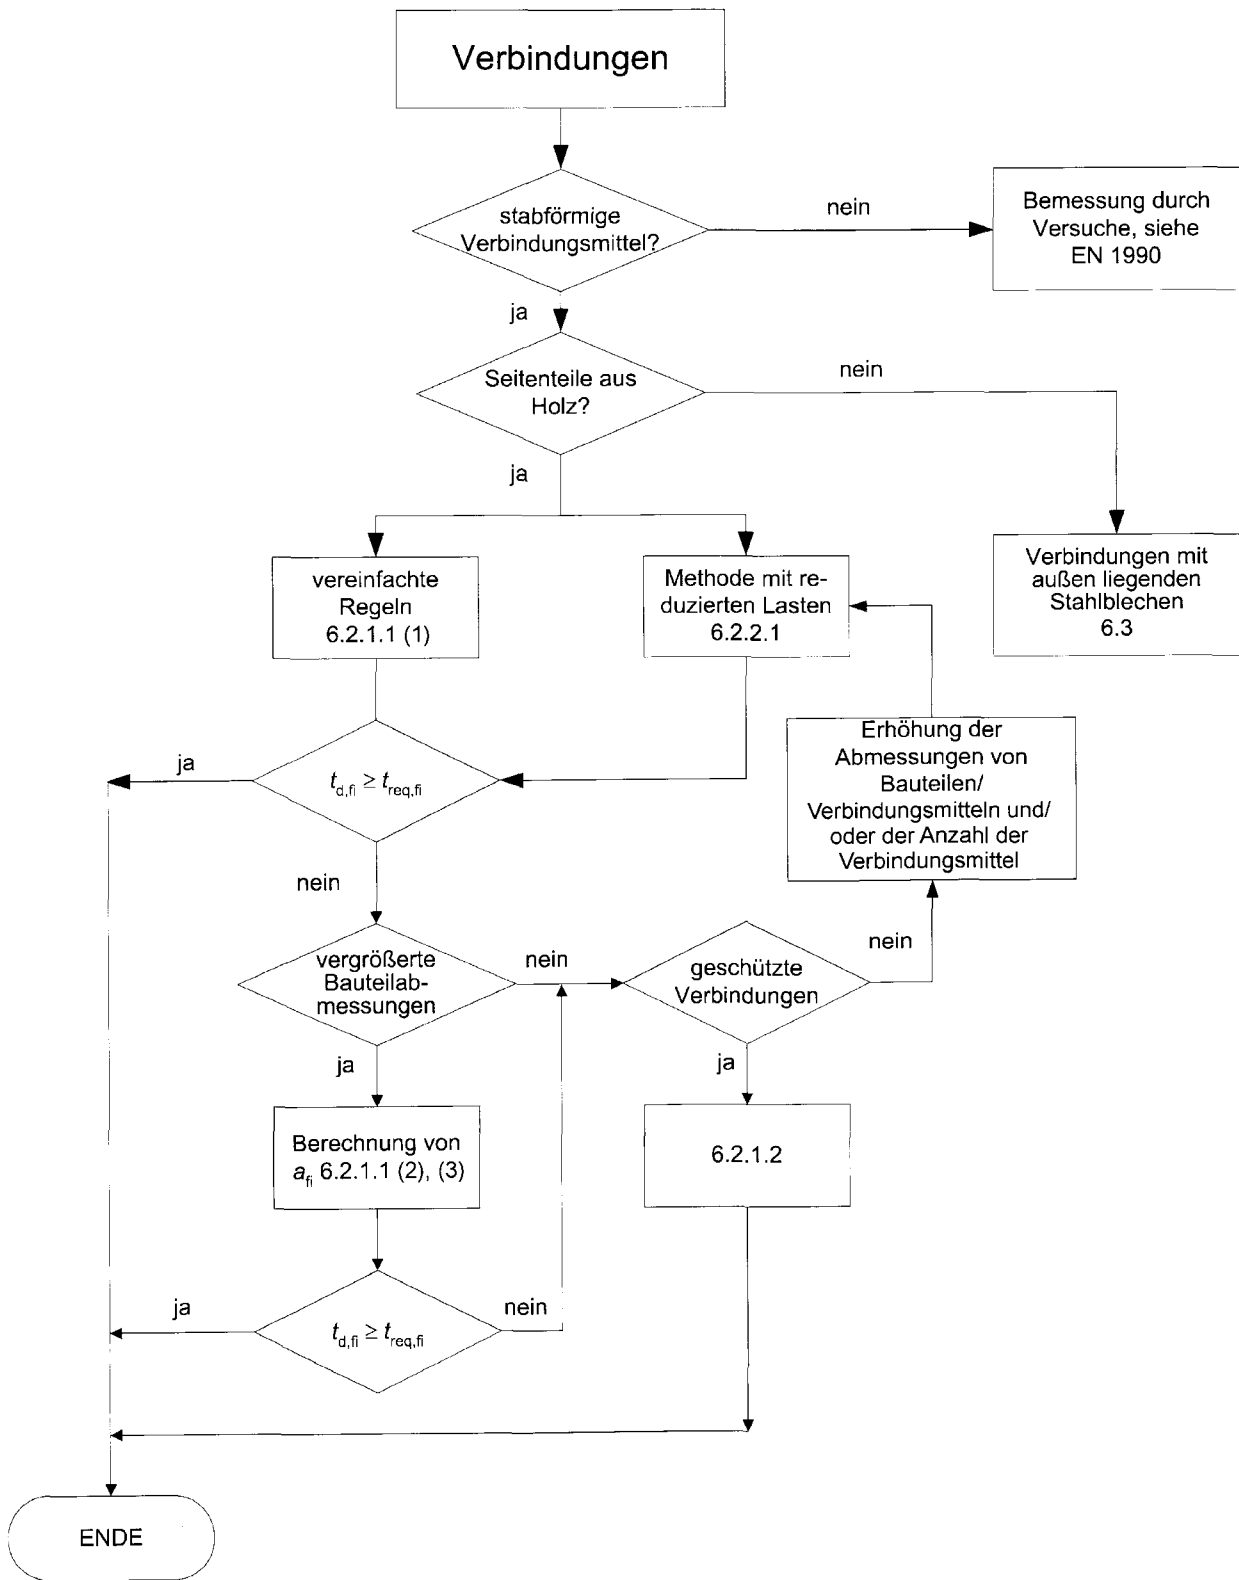 Verbindungen
stabförmige
Verbindungsmittel?
nein
Bemessung durch
Versuche, siehe
EN 1990
ja
Seitenteile aus
Holz?
nein
ja
vereinfachte
Regeln
6.2.1.1 (1)
Methode mit re-
duzierten Lasten
6.2.2.1
Verbindungen mit
außen liegenden
Stahlblechen
6.3
ja
t_d,fi ≥ t_req,fi
Erhöhung der
Abmessungen von
Bauteilen/
Verbindungsmitteln und/
oder der Anzahl der
Verbindungsmittel
nein
vergrößerte
Bauteilab-
messungen
nein
geschützte
Verbindungen
nein
ja
ja
Berechnung von
a_fi 6.2.1.1 (2), (3)
6.2.1.2
ja
t_d,fi ≥ t_req,fi
nein
ENDE